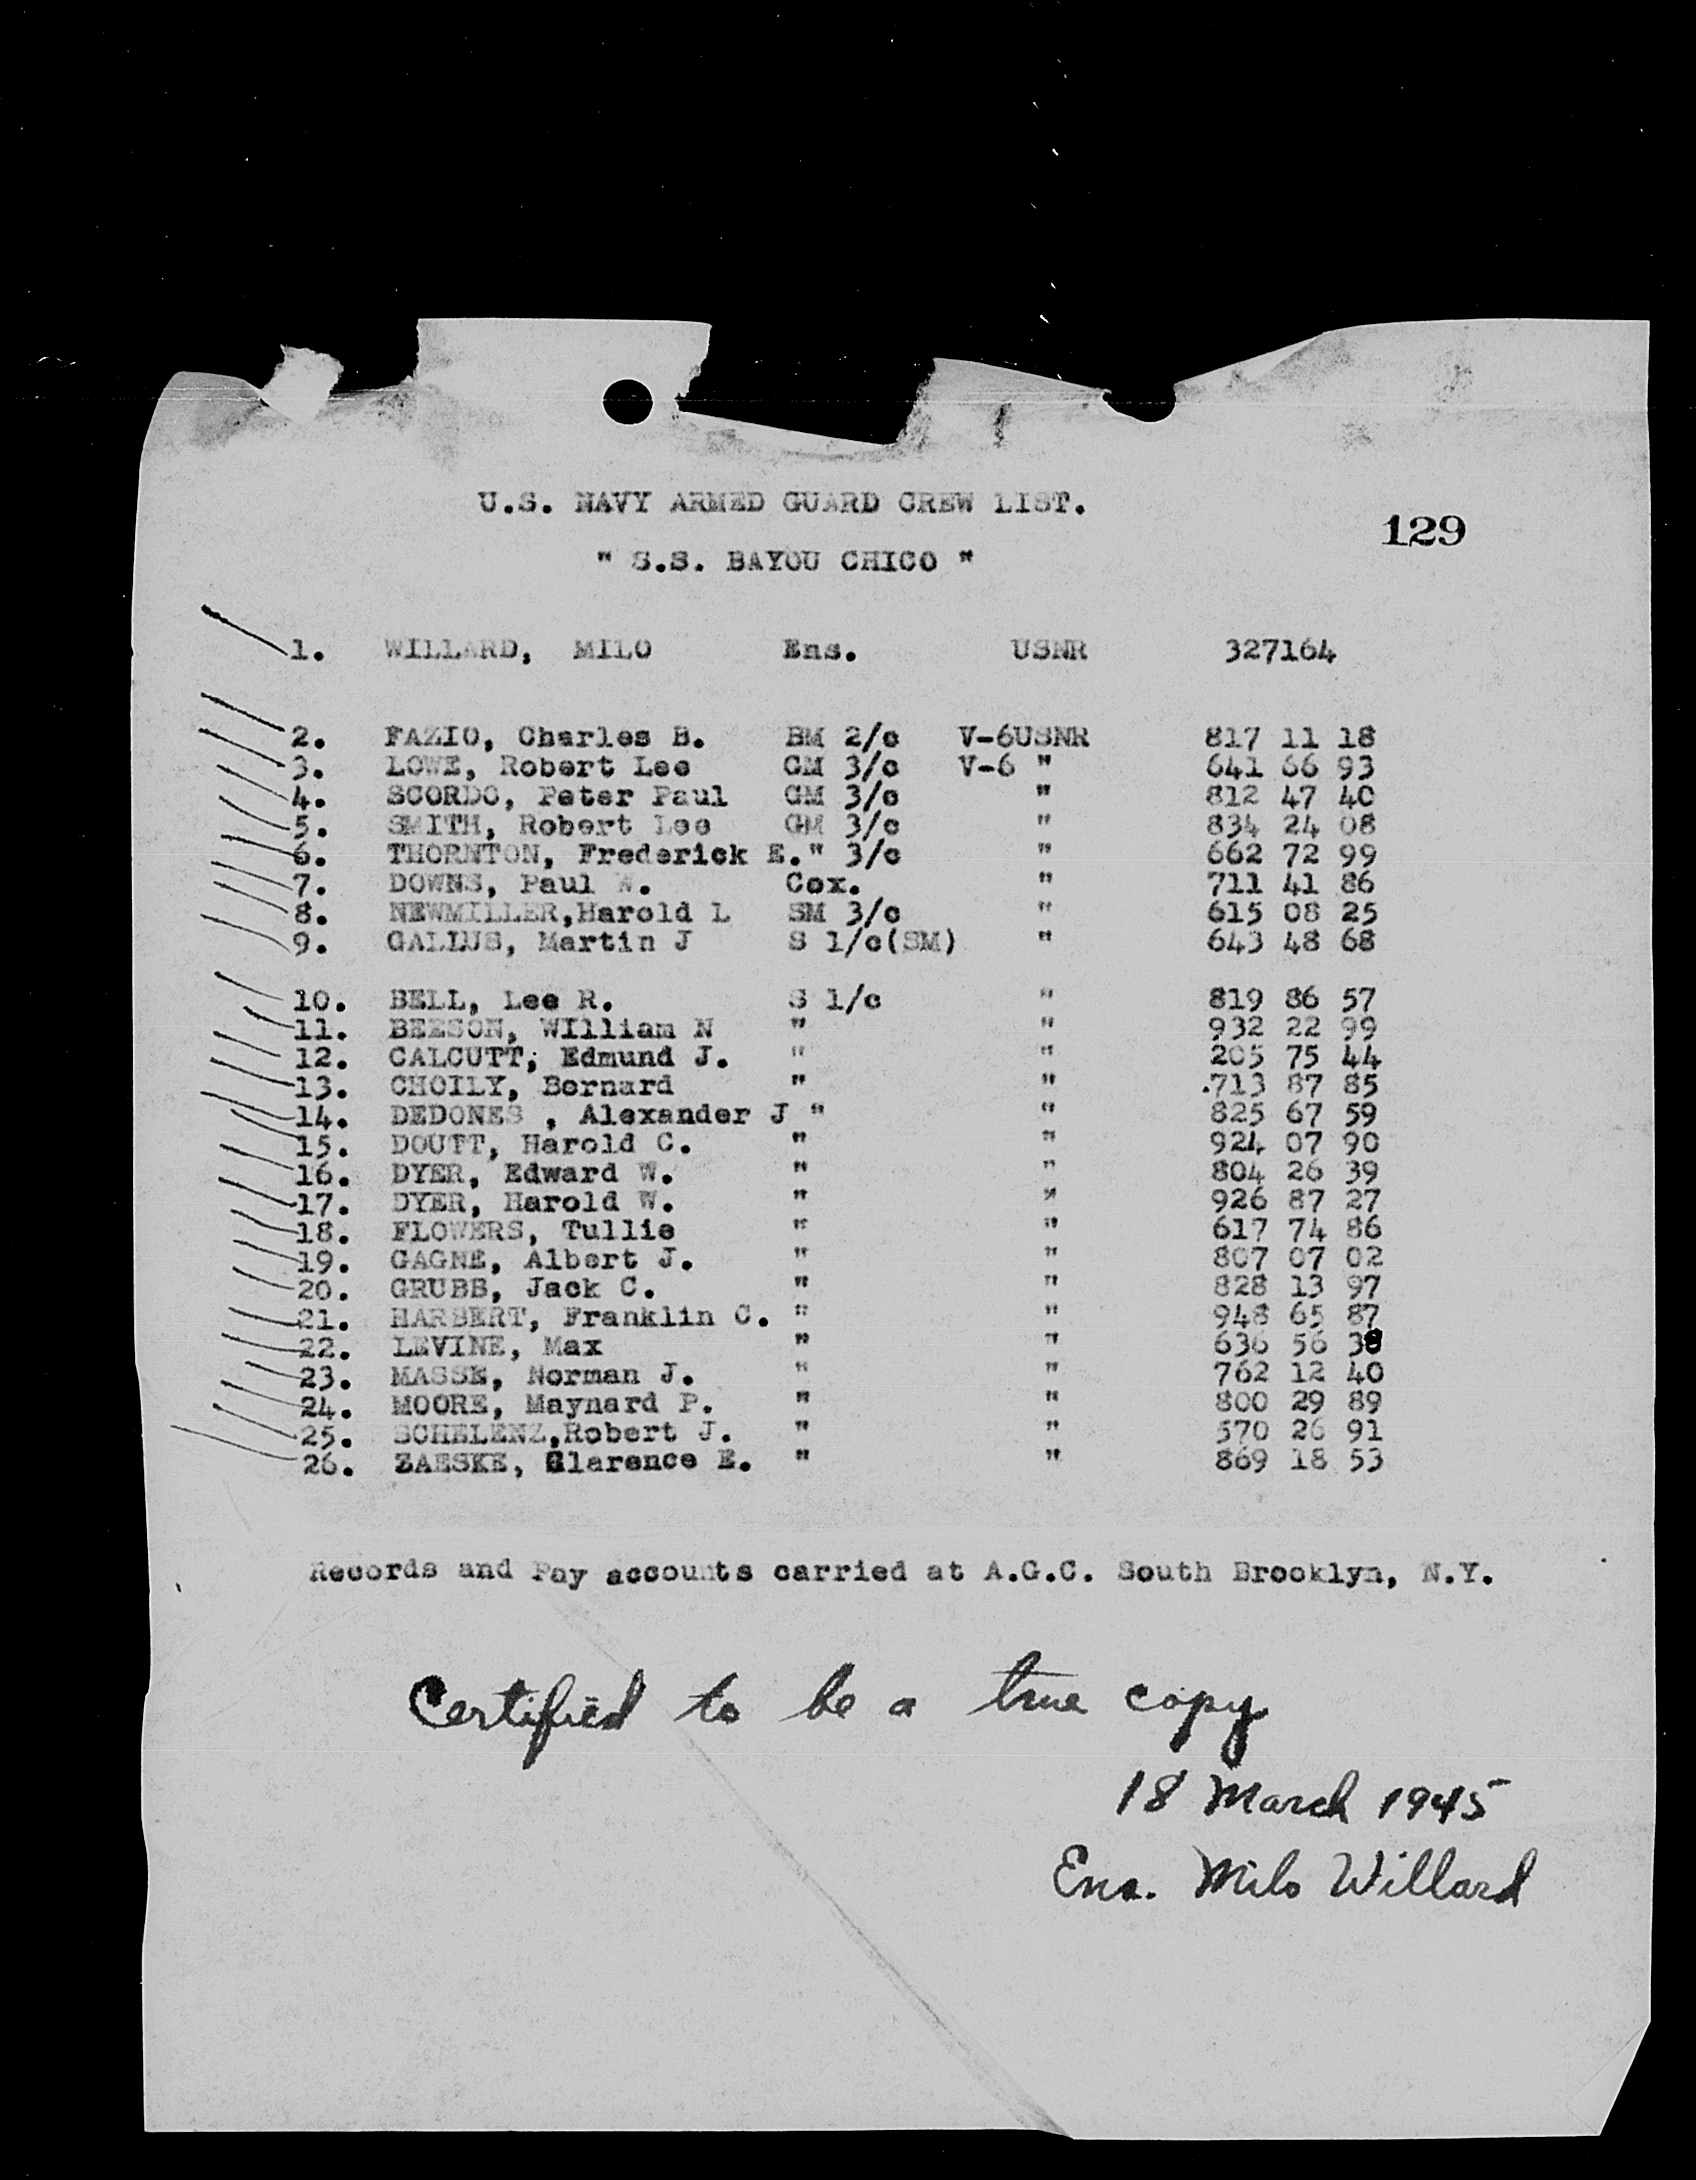 U.S. NAVY ARMED GUARD CREW LIST.
129
" S.S. BAYOU CHICO "
1. WILLARD, MILO Ens. USNR 327164
2. FAZIO, Charles B. BM 2/c V-6USNR 817 11 18
3. LOWE, Robert Lee GM 3/c V-6 " 641 66 93
4. SCORDO, Peter Paul GM 3/c " 812 47 40
5. SMITH, Robert Lee GM 3/c " 834 24 08
6. THORNTON, Frederick E." 3/c " 662 72 99
7. DOWNS, Paul W. Cox. " 711 41 86
8. NEWMILLER,Harold L SM 3/c " 615 08 25
9. GALLUS, Martin J S 1/c(SM) " 643 48 68
10. BELL, Lee R. S 1/c " 819 86 57
11. BEESON, WIlliam N " " 932 22 99
12. CALCUTT, Edmund J. " " 205 75 44
13. CHOILY, Bernard " " .713 87 85
14. DEDONES , Alexander J " " 825 67 59
15. DOUTT, Harold C. " " 924 07 90
16. DYER, Edward W. " " 804 26 39
17. DYER, Harold W. " " 926 87 27
18. FLOWERS, Tullie " " 617 74 86
19. GAGNE, Albert J. " " 807 07 02
20. GRUBB, Jack C. " " 828 13 97
21. HARBERT, Franklin C. " " 948 65 87
22. LEVINE, Max " " 636 56 38
23. MASSE, Norman J. " " 762 12 40
24. MOORE, Maynard P. " " 800 29 89
25. SCHELENZ,Robert J. " " 570 26 91
26. ZAESKE, Clarence E. " " 869 18 53
Records and Pay accounts carried at A.G.C. South Brooklyn, N.Y.
Certified to be a true copy
18 March 1945
Ens. Milo Willard